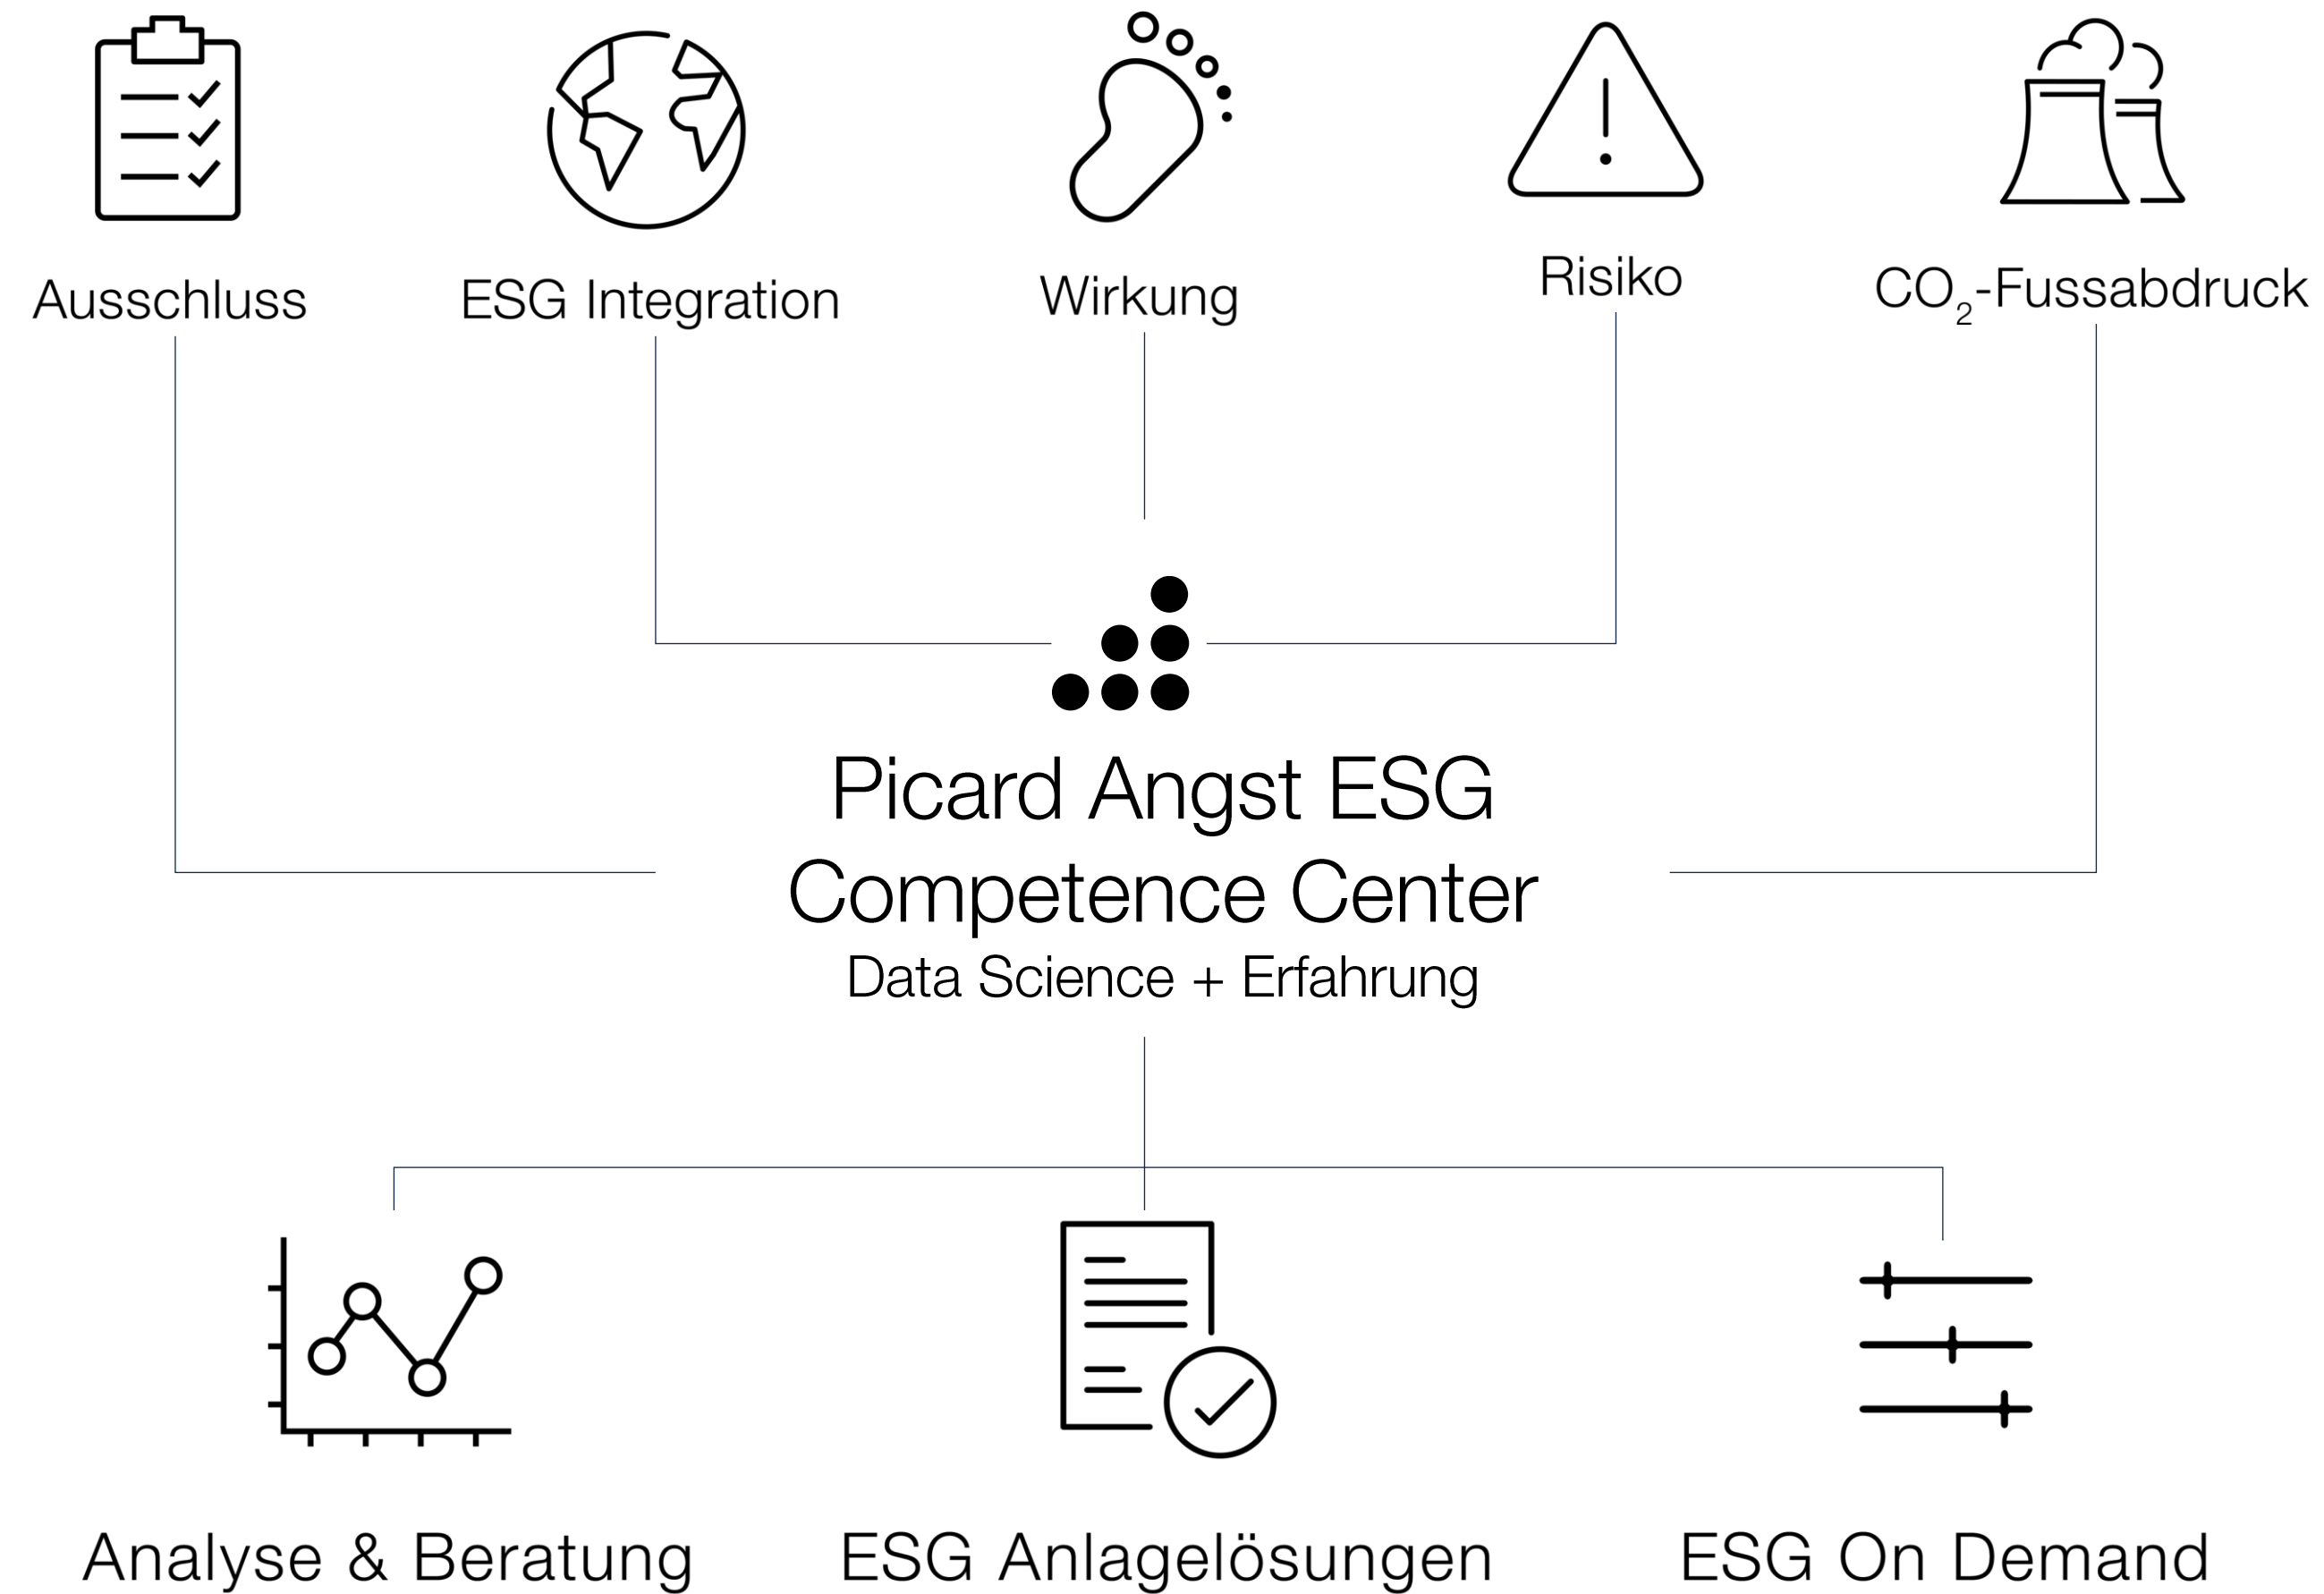 Ausschluss
ESG Integration
Wirkung
Risiko
CO₂-Fussabdruck
Picard Angst ESG
Competence Center
Data Science + Erfahrung
Analyse & Beratung
ESG Anlagelösungen
ESG On Demand